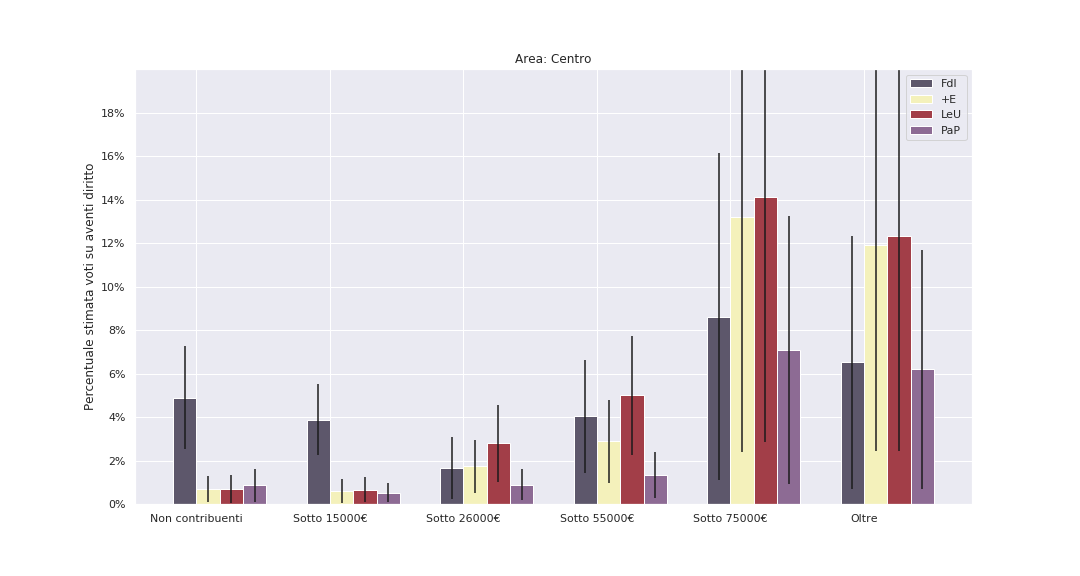 Area: Centro
FdI
+E
LeU
PaP
Percentuale stimata voti su aventi diritto
18%
16%
14%
12%
10%
8%
6%
4%
2%
0%
Non contribuenti
Sotto 15000€
Sotto 26000€
Sotto 55000€
Sotto 75000€
Oltre